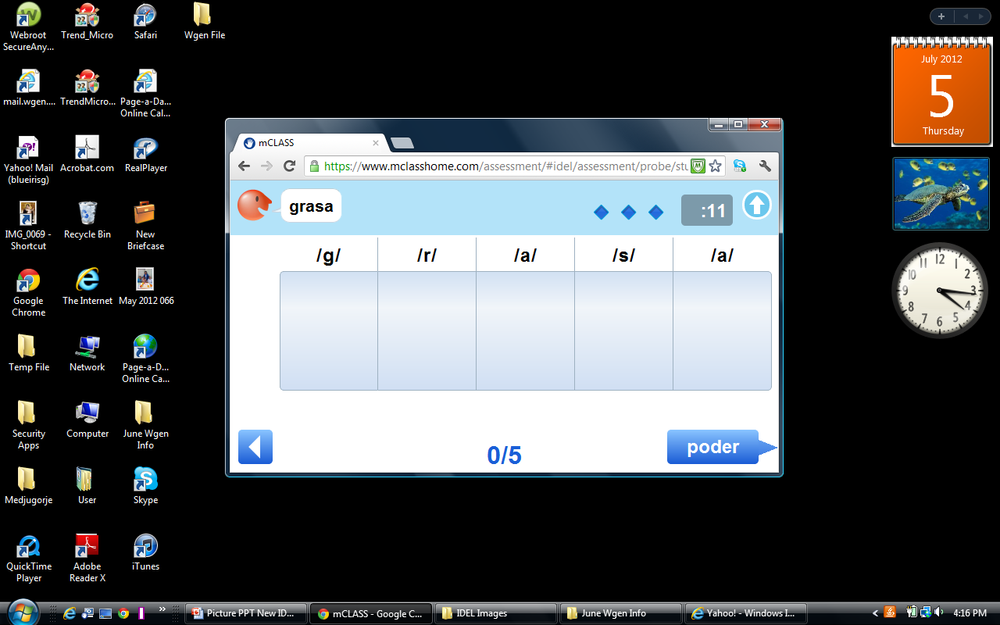 Webroot SecureAny...
Trend_Micro
Safari
Wgen File
mail.wgen....
TrendMicro...
Page-a-Da... Online Cal...
Yahoo! Mail (blueirisg)
Acrobat.com
RealPlayer
IMG_0069 - Shortcut
Recycle Bin
New Briefcase
Google Chrome
The Internet
May 2012 066
Temp File
Network
Page-a-D... Online Ca...
Security Apps
Computer
June Wgen Info
Medjugorje
User
Skype
QuickTime Player
Adobe Reader X
iTunes
July 2012
5
Thursday
12 1 2 3 4 5 6 7 8 9 10 11
mCLASS
https://www.mclasshome.com/assessment/#idel/assessment/probe/stu
grasa
:11
/g/ /r/ /a/ /s/ /a/
0/5
poder
Picture PPT New ID...
mCLASS - Google C...
IDEL Images
June Wgen Info
Yahoo! - Windows I...
4:16 PM